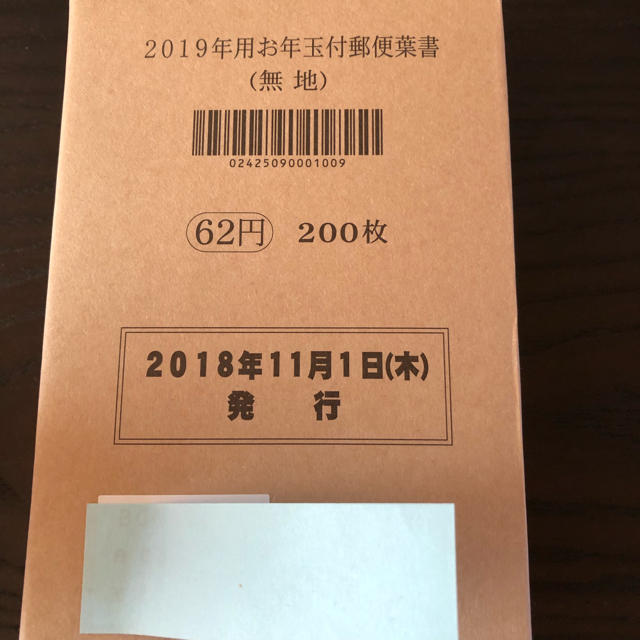 2019年用お年玉付郵便葉書
(無地)
02425090001009
62円 200枚
2018年11月1日(木)
発行